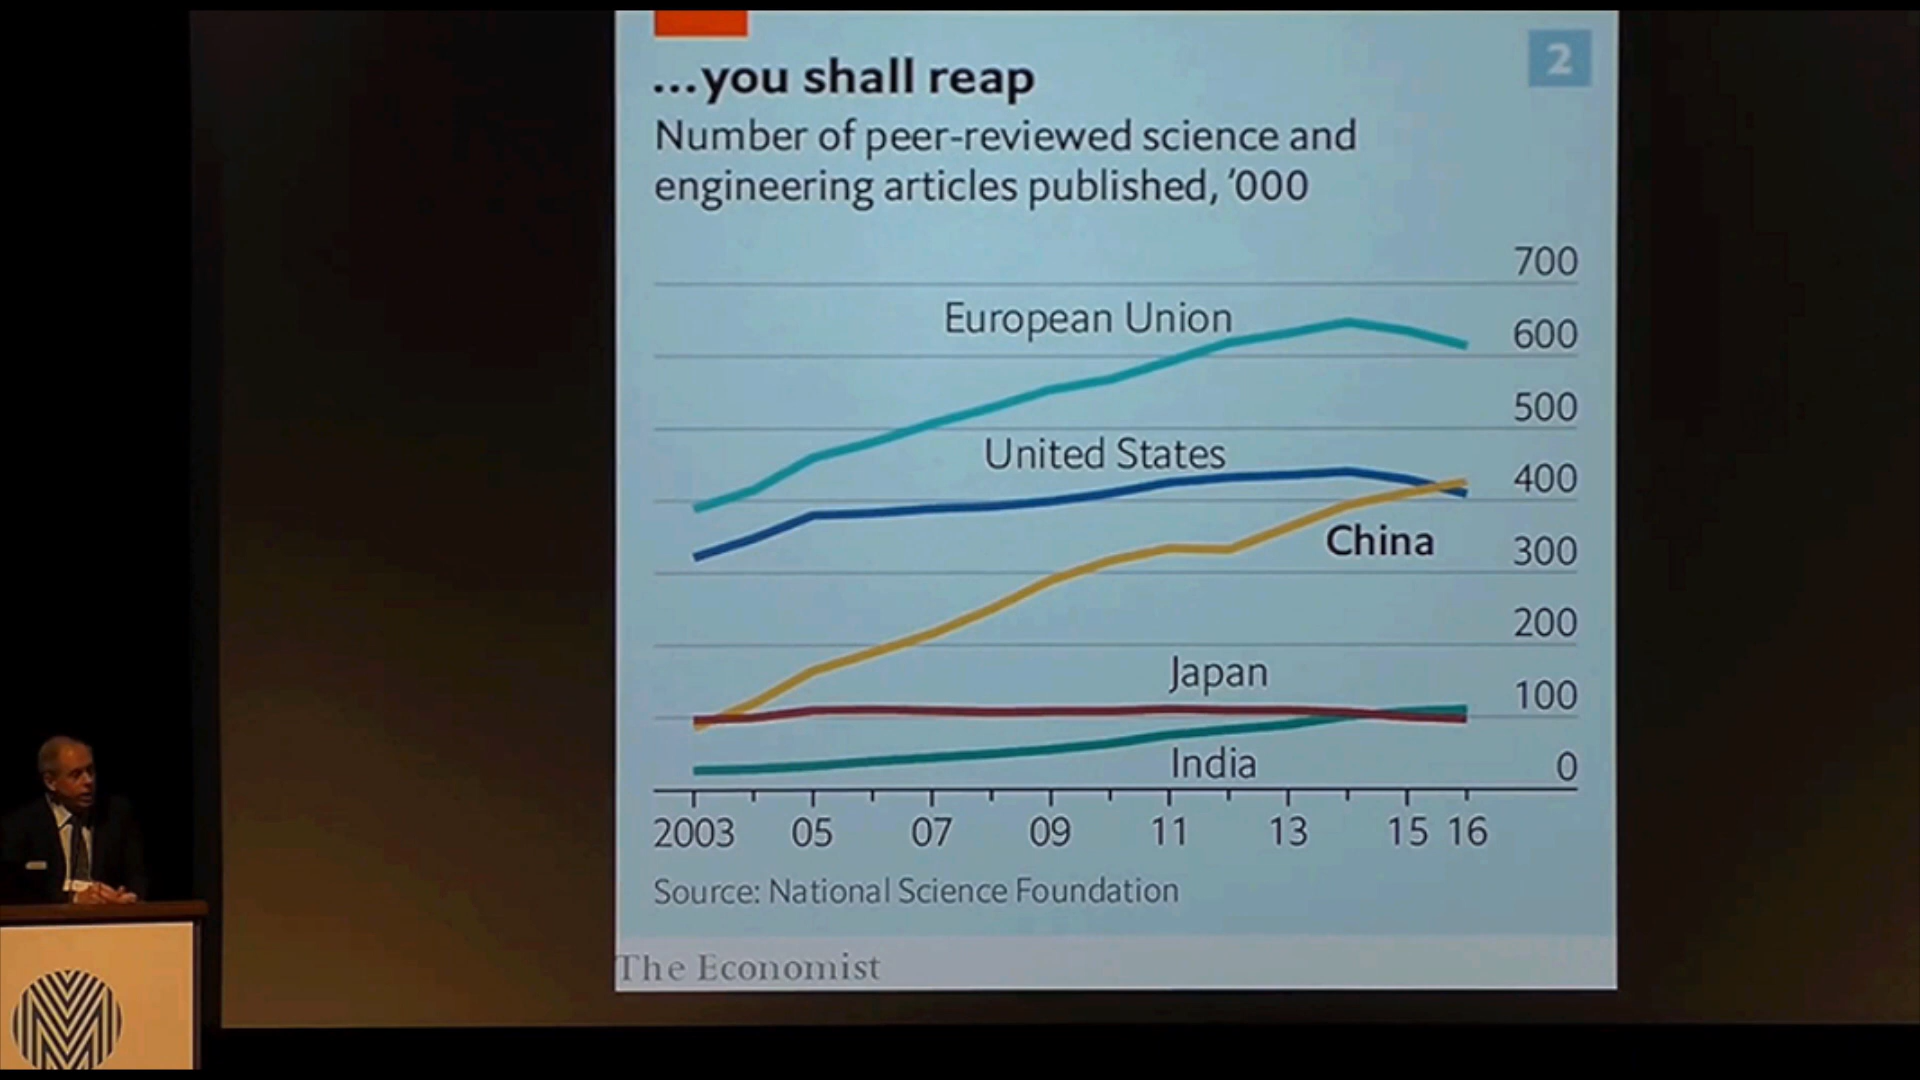 ...you shall reap
2
Number of peer-reviewed science and
engineering articles published, '000
700
European Union
600
500
United States
400
China
300
200
Japan
100
India
0
2003 05 07 09 11 13 15 16
Source: National Science Foundation
The Economist